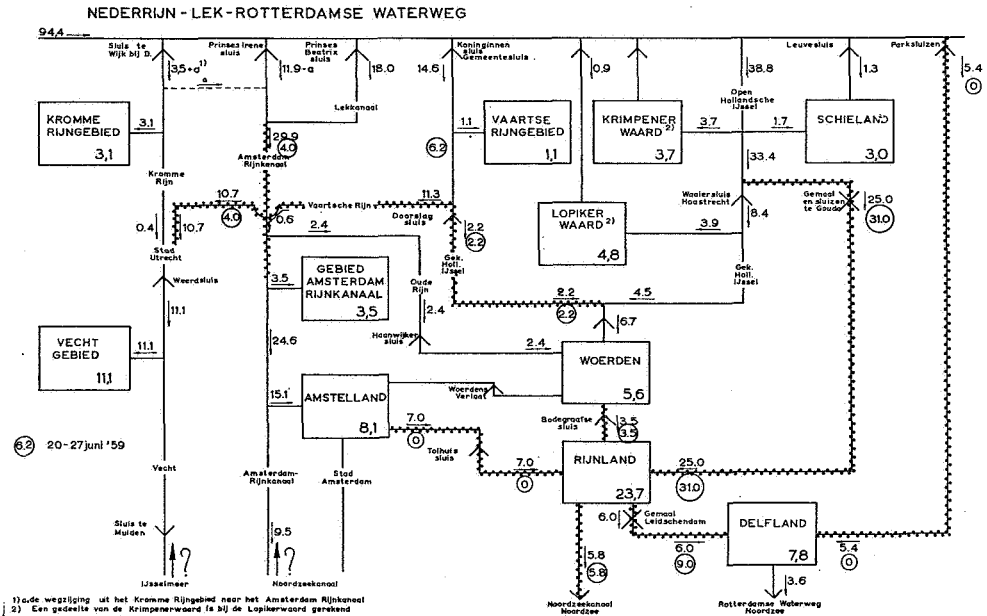 NEDERRIJN - LEK - ROTTERDAMSE WATERWEG
94,4
Sluis te
Wijk bij D.
3,5+a 1)
a
Prinses Irene
sluis
11.9-a
Prinses
Beatrix
sluis
18.0
Koninginnen
sluis
Gemeentesluis
14.6
0.9
38.8
Leuvesluis
1.3
Parksluizen
5.4
0
Lekkanaal
Open
Hollandsche
IJssel
KROMME
RIJNGEBIED
3,1
3.1
29.9
4.0
Amsterdam
Rijnkanaal
6.2
1.1
VAARTSE
RIJNGEBIED
1,1
KRIMPENER
WAARD 2)
3,7
3.7
1.7
SCHIELAND
3,0
33.4
Kromme
Rijn
10.7
4.0
Vaartsche Rijn
11.3
0.6
Doorslag
sluis
2.2
2.2
LOPIKER
WAARD 2)
4,8
3.9
Waaiersluis
Haastrecht
8.4
Gemaal
en sluizen
te Gouda
25.0
31.0
0.4
10.7
2.4
Stad
Utrecht
Weerdsluis
3.5
GEBIED
AMSTERDAM
RIJNKANAAL
3,5
Oude
Rijn
2.4
Gek.
Holl.
IJssel
2.2
2.2
4.5
Gek.
Holl.
IJssel
11.1
6.7
VECHT
GEBIED
11,1
11.1
24.6
Haanwijker
sluis
2.4
WOERDEN
5,6
15.1
AMSTELLAND
8,1
Woerdens
Verlaat
7.0
0
Bodegraafse
sluis
3.5
3.5
6.2 20-27 juni '59
Tolhuis
sluis
7.0
0
RIJNLAND
23,7
25.0
31.0
Vecht
Amsterdam-
Rijnkanaal
Stad
Amsterdam
6.0
Gemaal
Leidschendam
DELFLAND
7,8
Sluis te
Muiden
9.5
6.0
9.0
5.4
0
?
?
5.8
5.8
3.6
IJsselmeer
Noordzeekanaal
Noordzeekanaal
Noordzee
Rotterdamse Waterweg
Noordzee
1) a.de wegzijging uit het Kromme Rijngebied naar het Amsterdam Rijnkanaal
2) Een gedeelte van de Krimpenerwaard is bij de Lopikerwaard gerekend